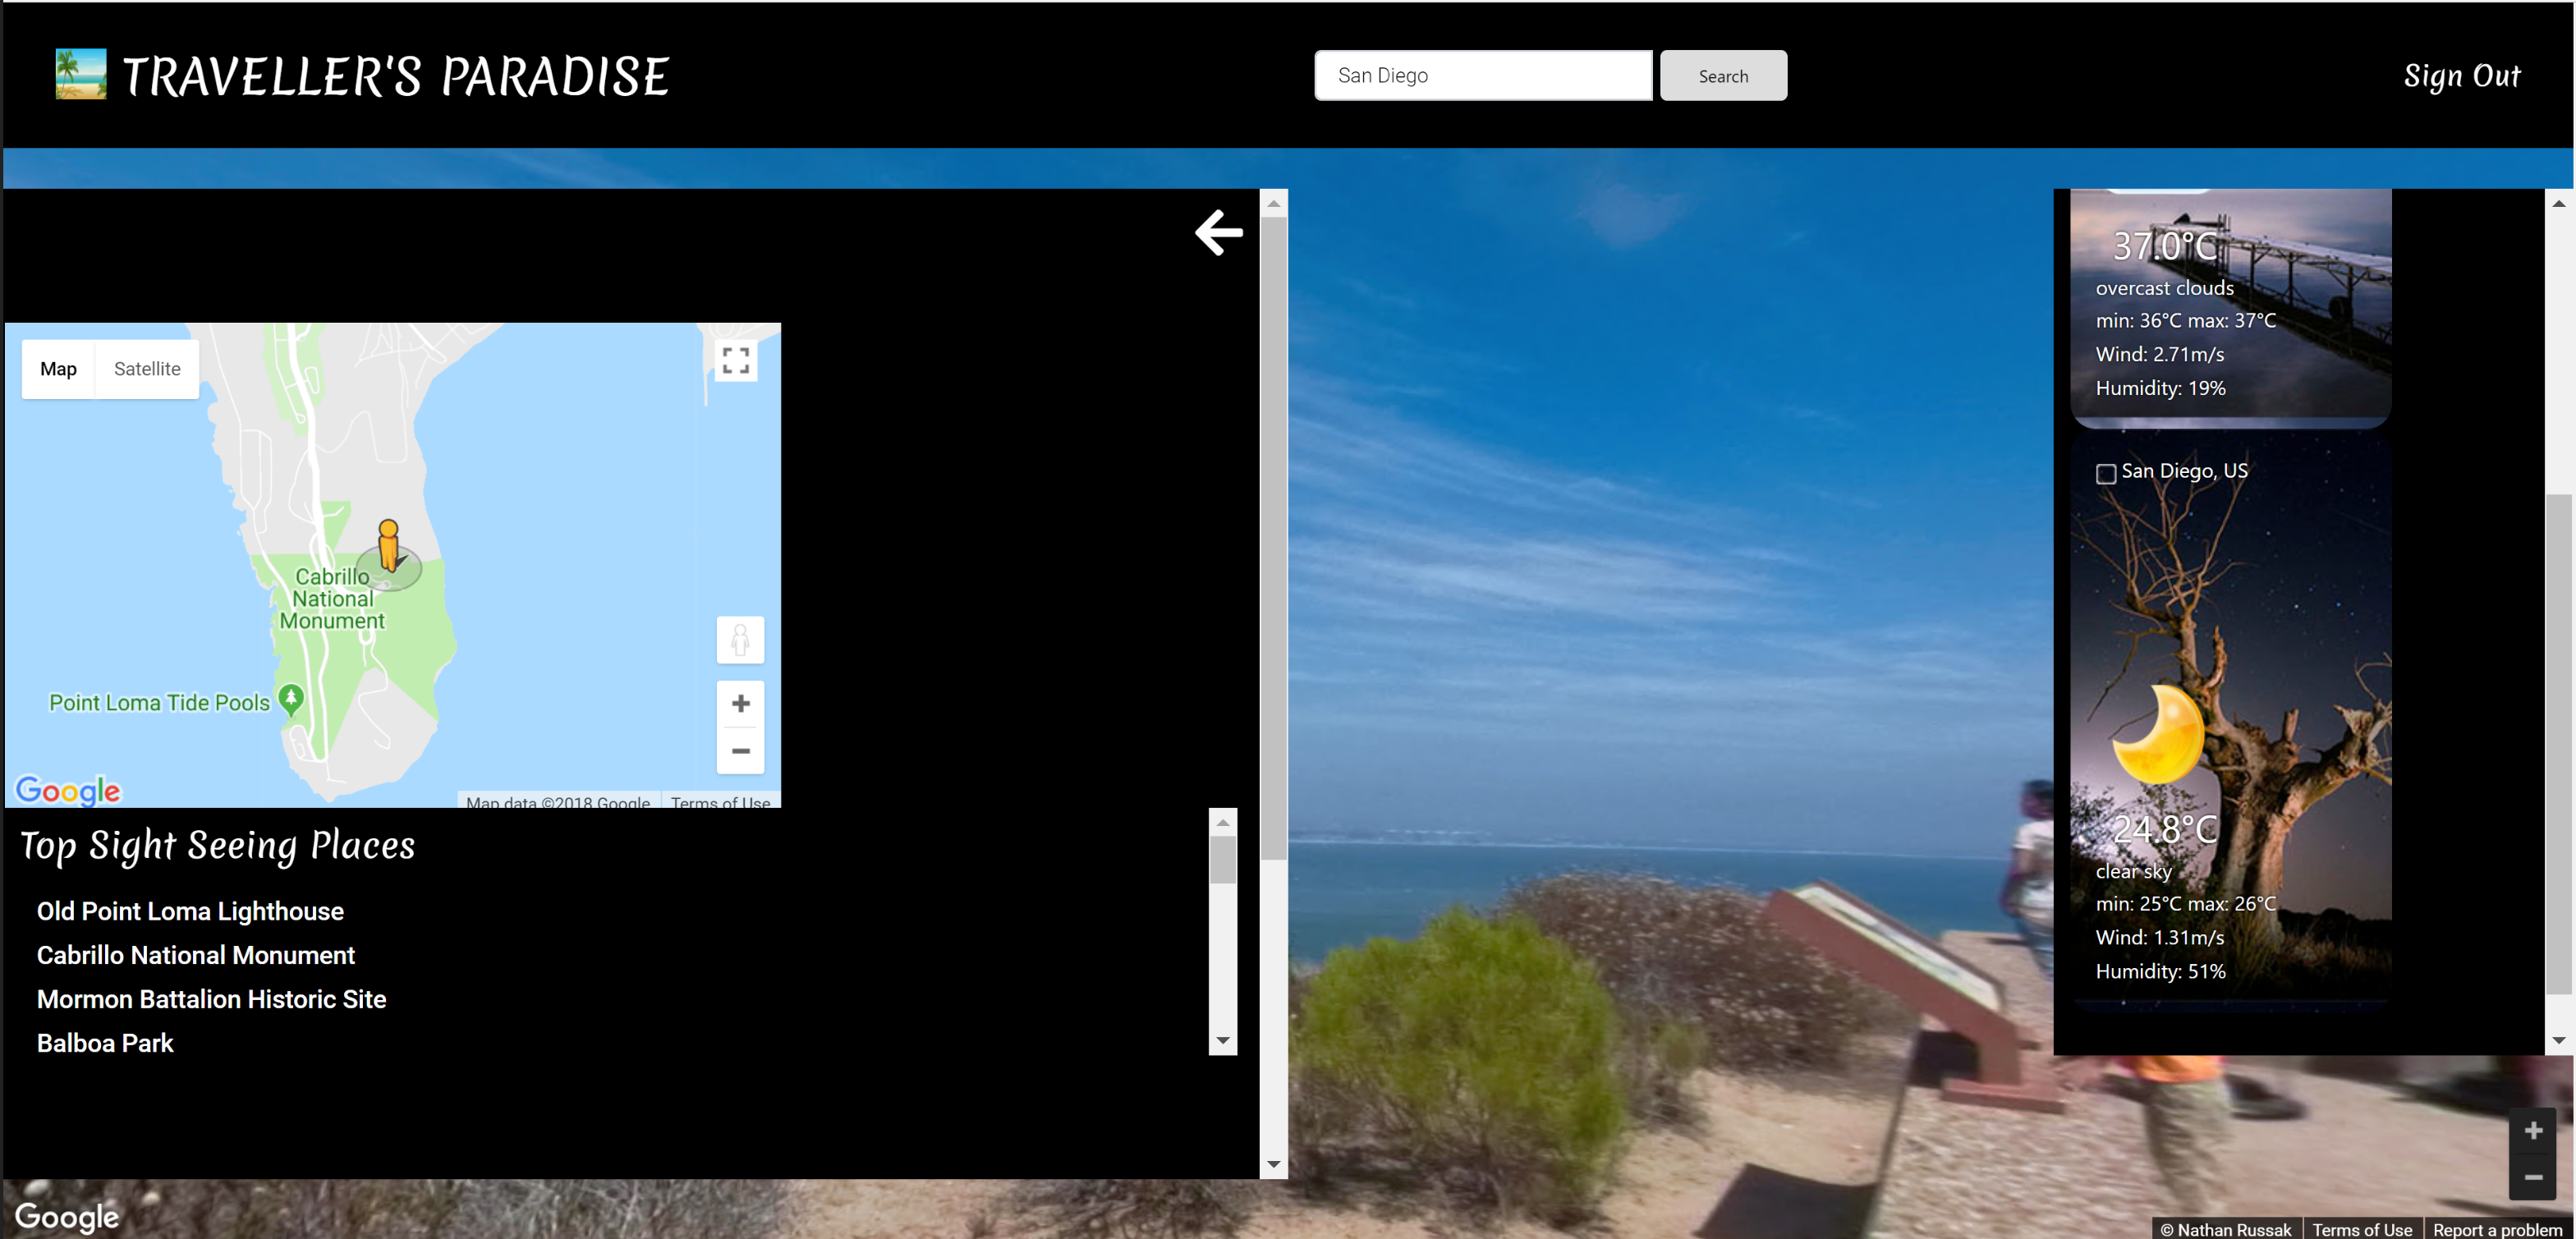 TRAVELLER'S PARADISE
San Diego
Search
Sign Out
Map
Satellite
Cabrillo
National
Monument
Point Loma Tide Pools
Google
Map data ©2018 Google
Terms of Use
Top Sight Seeing Places
Old Point Loma Lighthouse
Cabrillo National Monument
Mormon Battalion Historic Site
Balboa Park
37.0°C
overcast clouds
min: 36°C max: 37°C
Wind: 2.71m/s
Humidity: 19%
San Diego, US
24.8°C
clear sky
min: 25°C max: 26°C
Wind: 1.31m/s
Humidity: 51%
Google
© Nathan Russak
Terms of Use
Report a problem